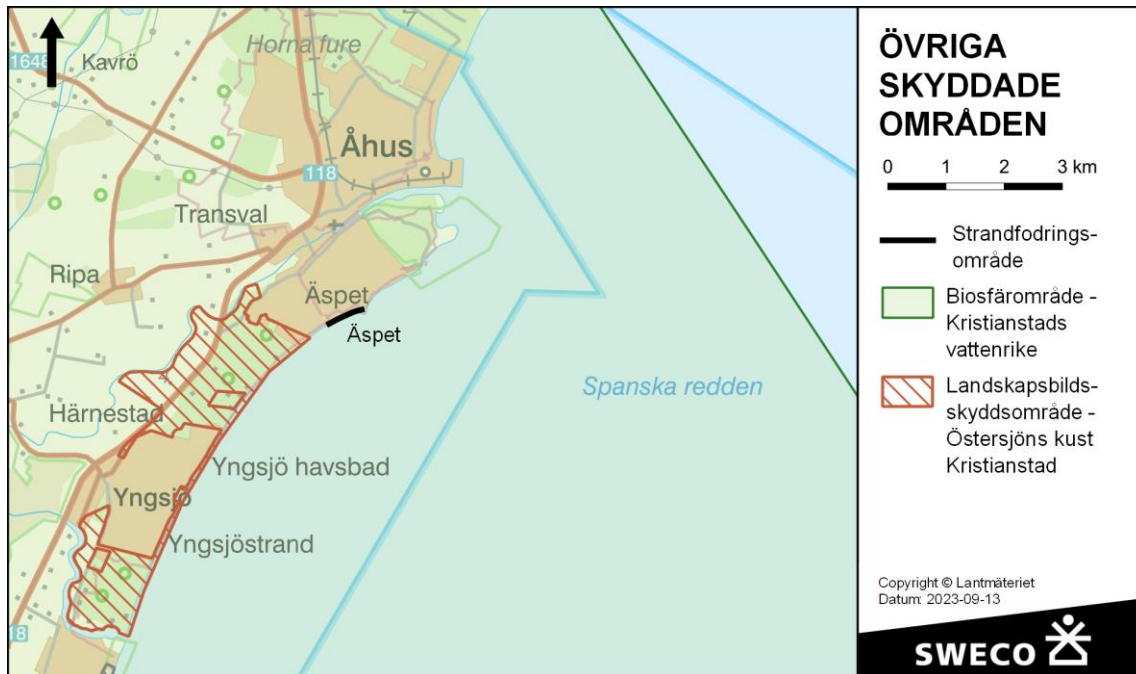 Horna fure
1648
Kavrö
Åhus
118
Transval
Ripa
Äspet
Äspet
Spanska redden
Härnestad
Yngsjö havsbad
Yngsjö
Yngsjöstrand
18
ÖVRIGA
SKYDDADE
OMRÅDEN
0 1 2 3 km
Strandfodrings-
område
Biosfärområde -
Kristianstads
vattenrike
Landskapsbilds-
skyddsområde -
Östersjöns kust
Kristianstad
Copyright © Lantmäteriet
Datum: 2023-09-13
SWECO